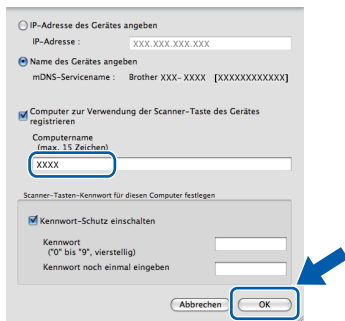 IP-Adresse des Gerätes angeben
IP-Adresse : XXX.XXX.XXX.XXX
Name des Gerätes angeben
mDNS-Servicename : Brother XXX- XXXX [XXXXXXXXXXXX]
Computer zur Verwendung der Scanner-Taste des Gerätes
registrieren
Computername
(max. 15 Zeichen)
XXXX
Scanner-Tasten-Kennwort für diesen Computer festlegen
Kennwort-Schutz einschalten
Kennwort
("0" bis "9", vierstellig)
Kennwort noch einmal eingeben
Abbrechen OK